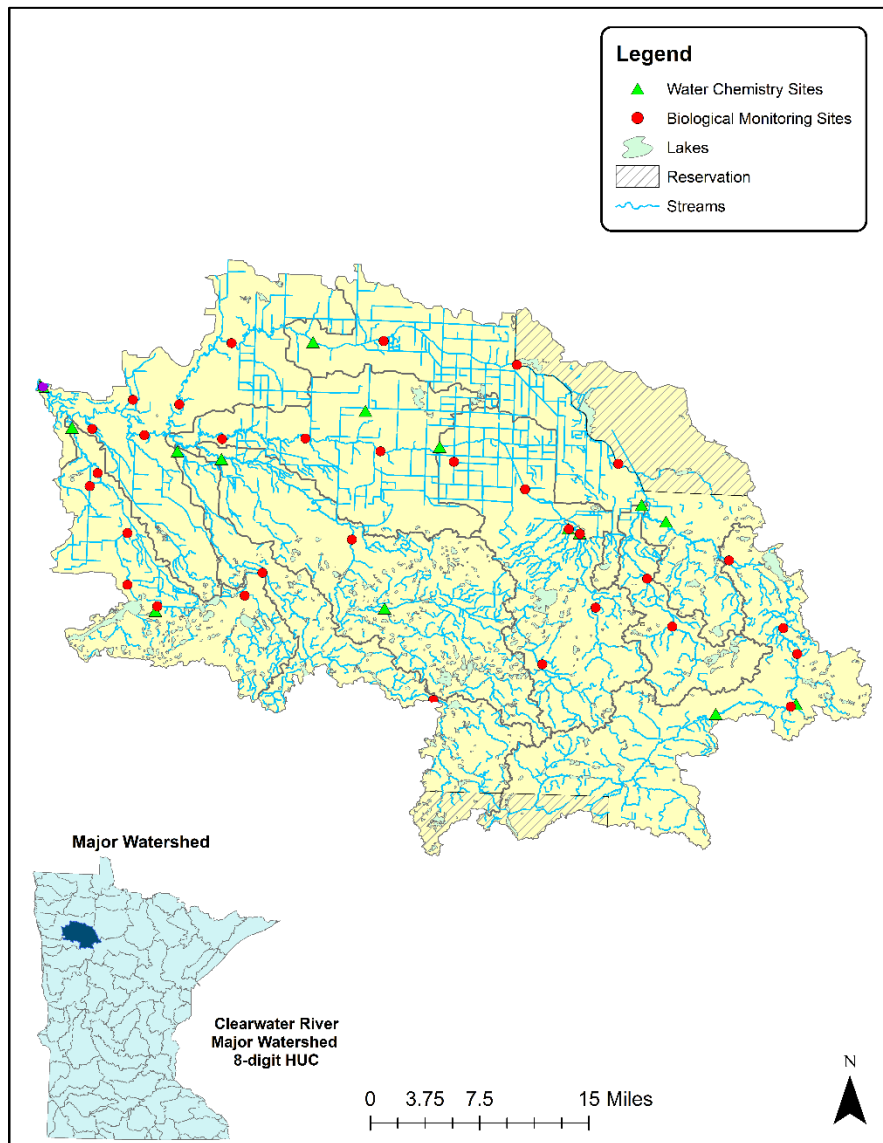 Legend
Water Chemistry Sites
Biological Monitoring Sites
Lakes
Reservation
Streams
Major Watershed
Clearwater River
Major Watershed
8-digit HUC
0 3.75 7.5 15 Miles
N